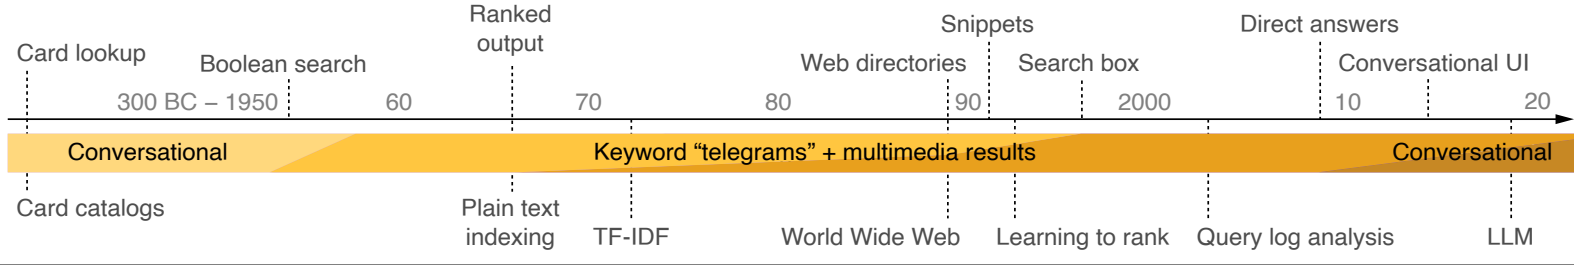 Ranked
output
Snippets
Direct answers
Card lookup
Boolean search
Web directories
Search box
Conversational UI
300 BC – 1950
60
70
80
90
2000
10
20
Conversational
Keyword “telegrams” + multimedia results
Conversational
Card catalogs
Plain text
indexing
TF-IDF
World Wide Web
Learning to rank
Query log analysis
LLM